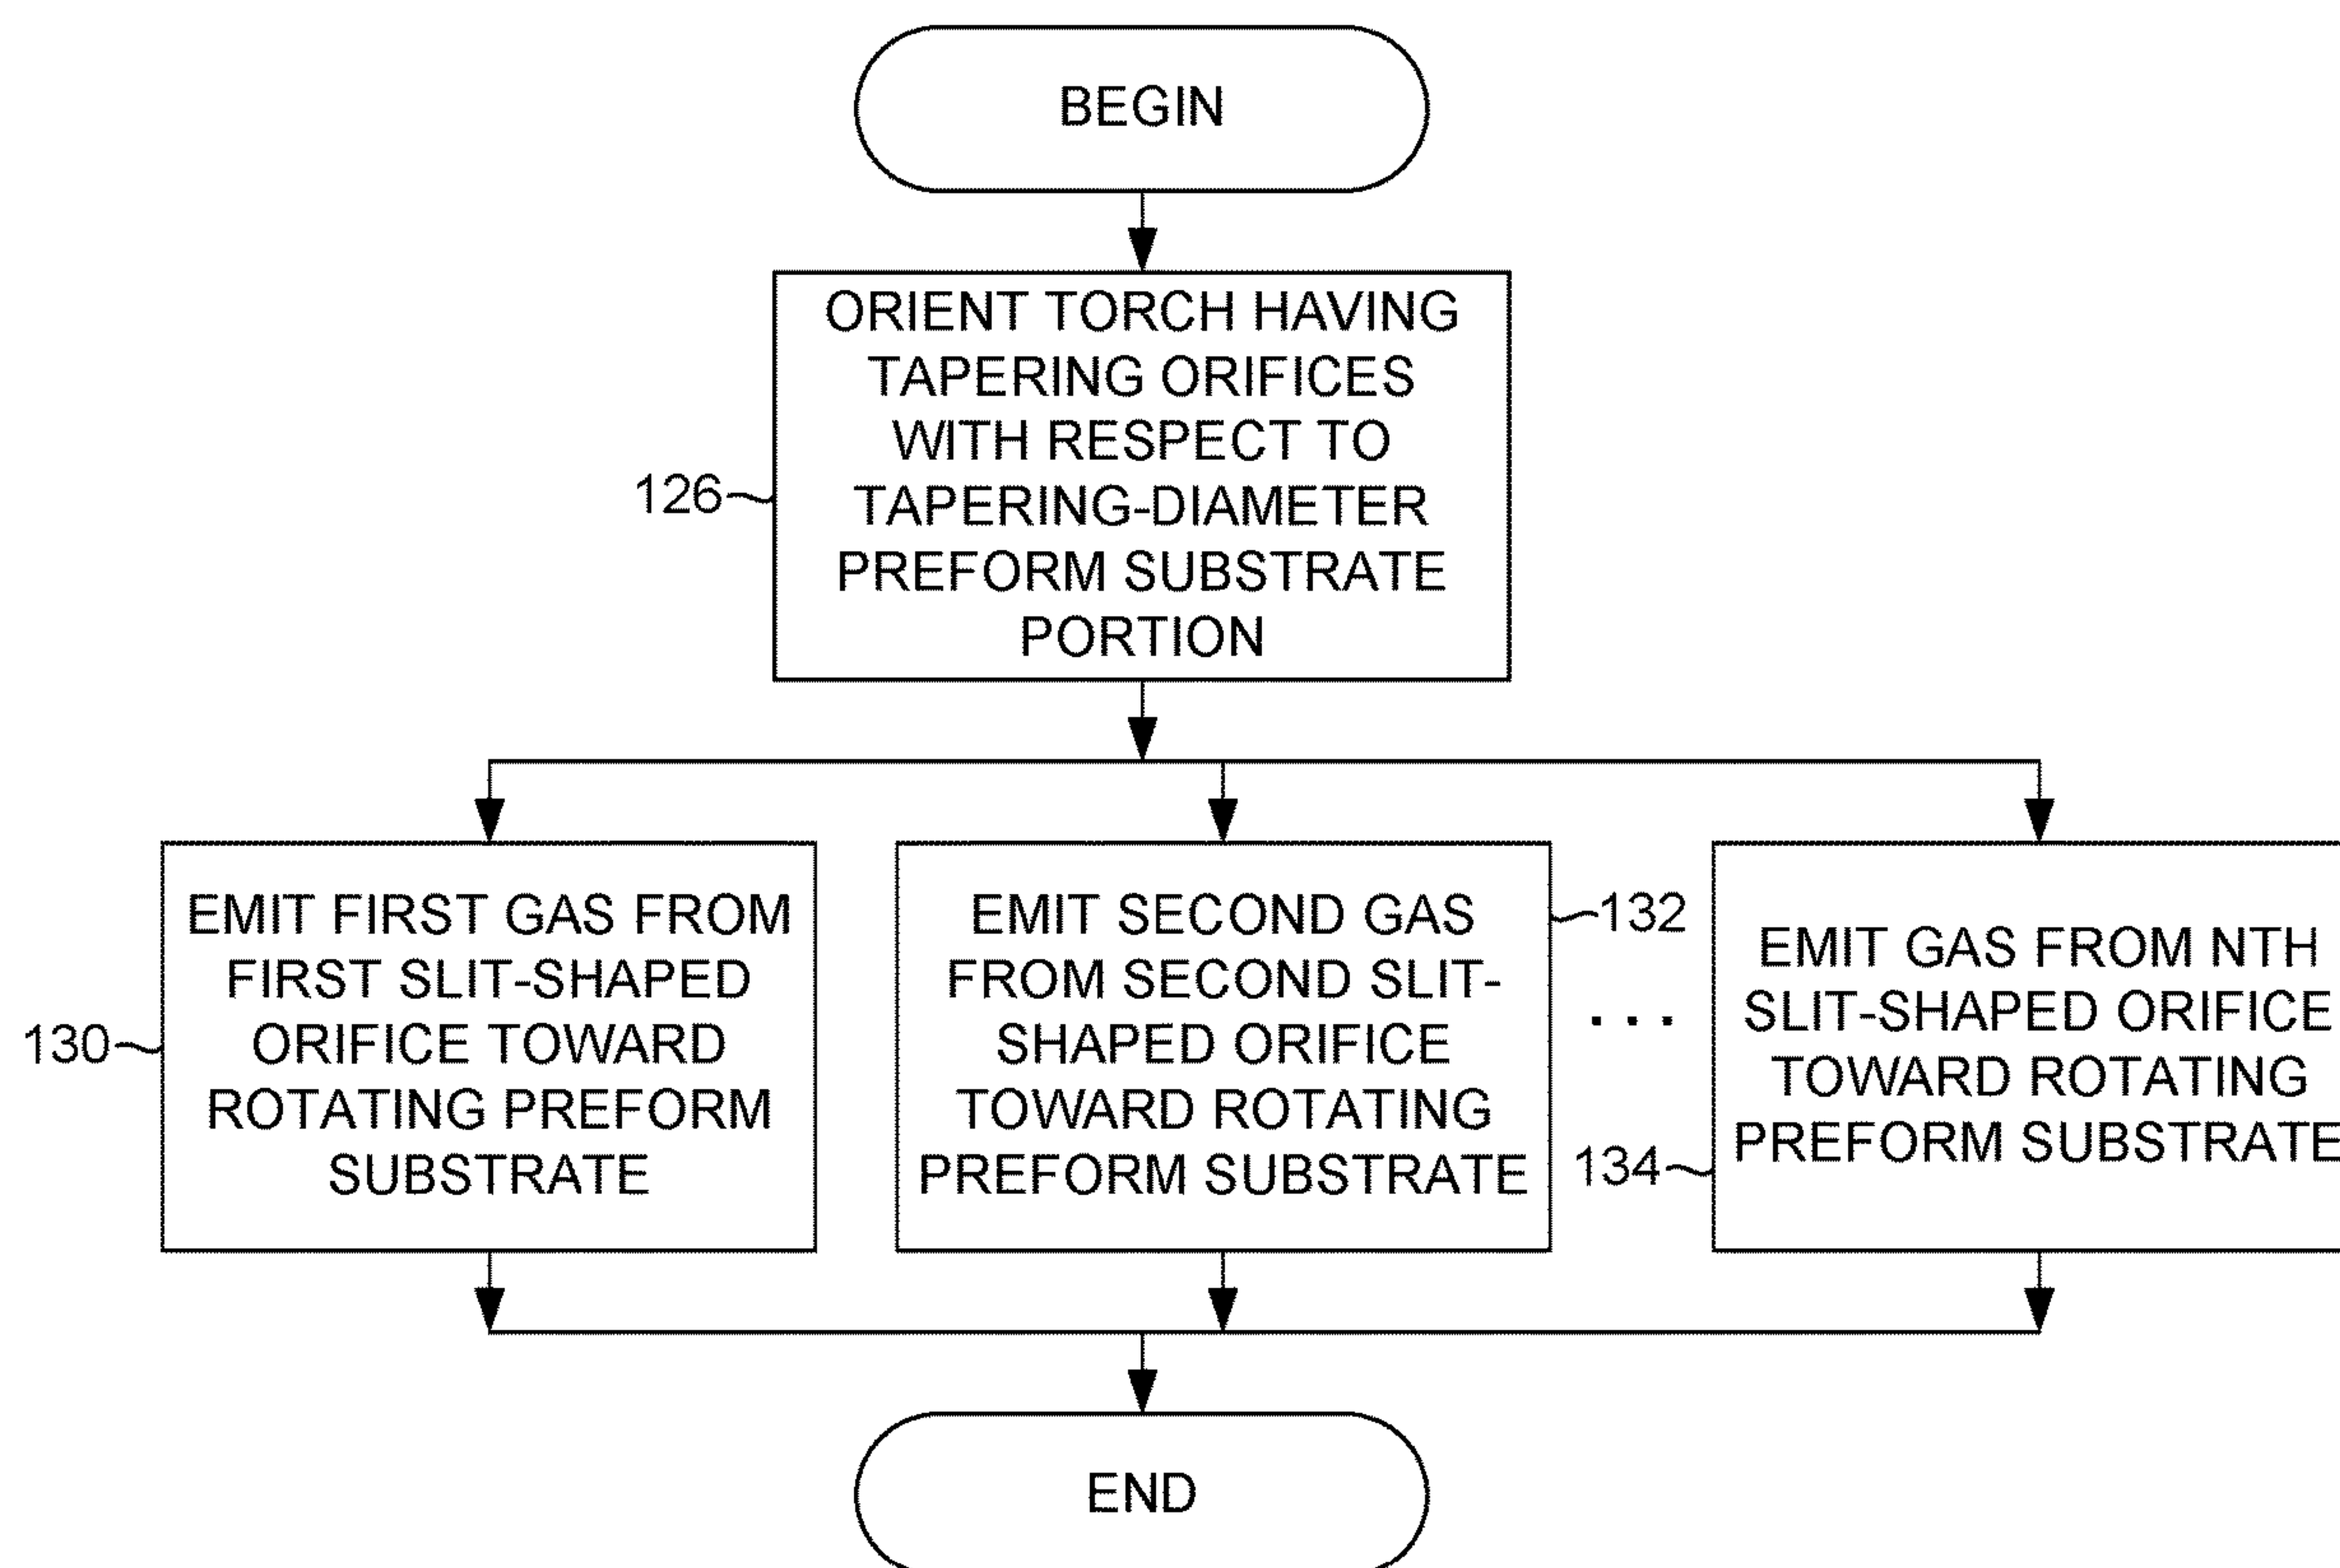 BEGIN
ORIENT TORCH HAVING
TAPERING ORIFICES
WITH RESPECT TO
TAPERING-DIAMETER
PREFORM SUBSTRATE
PORTION
126
EMIT FIRST GAS FROM
FIRST SLIT-SHAPED
ORIFICE TOWARD
ROTATING PREFORM
SUBSTRATE
130
EMIT SECOND GAS
FROM SECOND SLIT-
SHAPED ORIFICE
TOWARD ROTATING
PREFORM SUBSTRATE
132
. . .
EMIT GAS FROM NTH
SLIT-SHAPED ORIFICE
TOWARD ROTATING
PREFORM SUBSTRATE
134
END